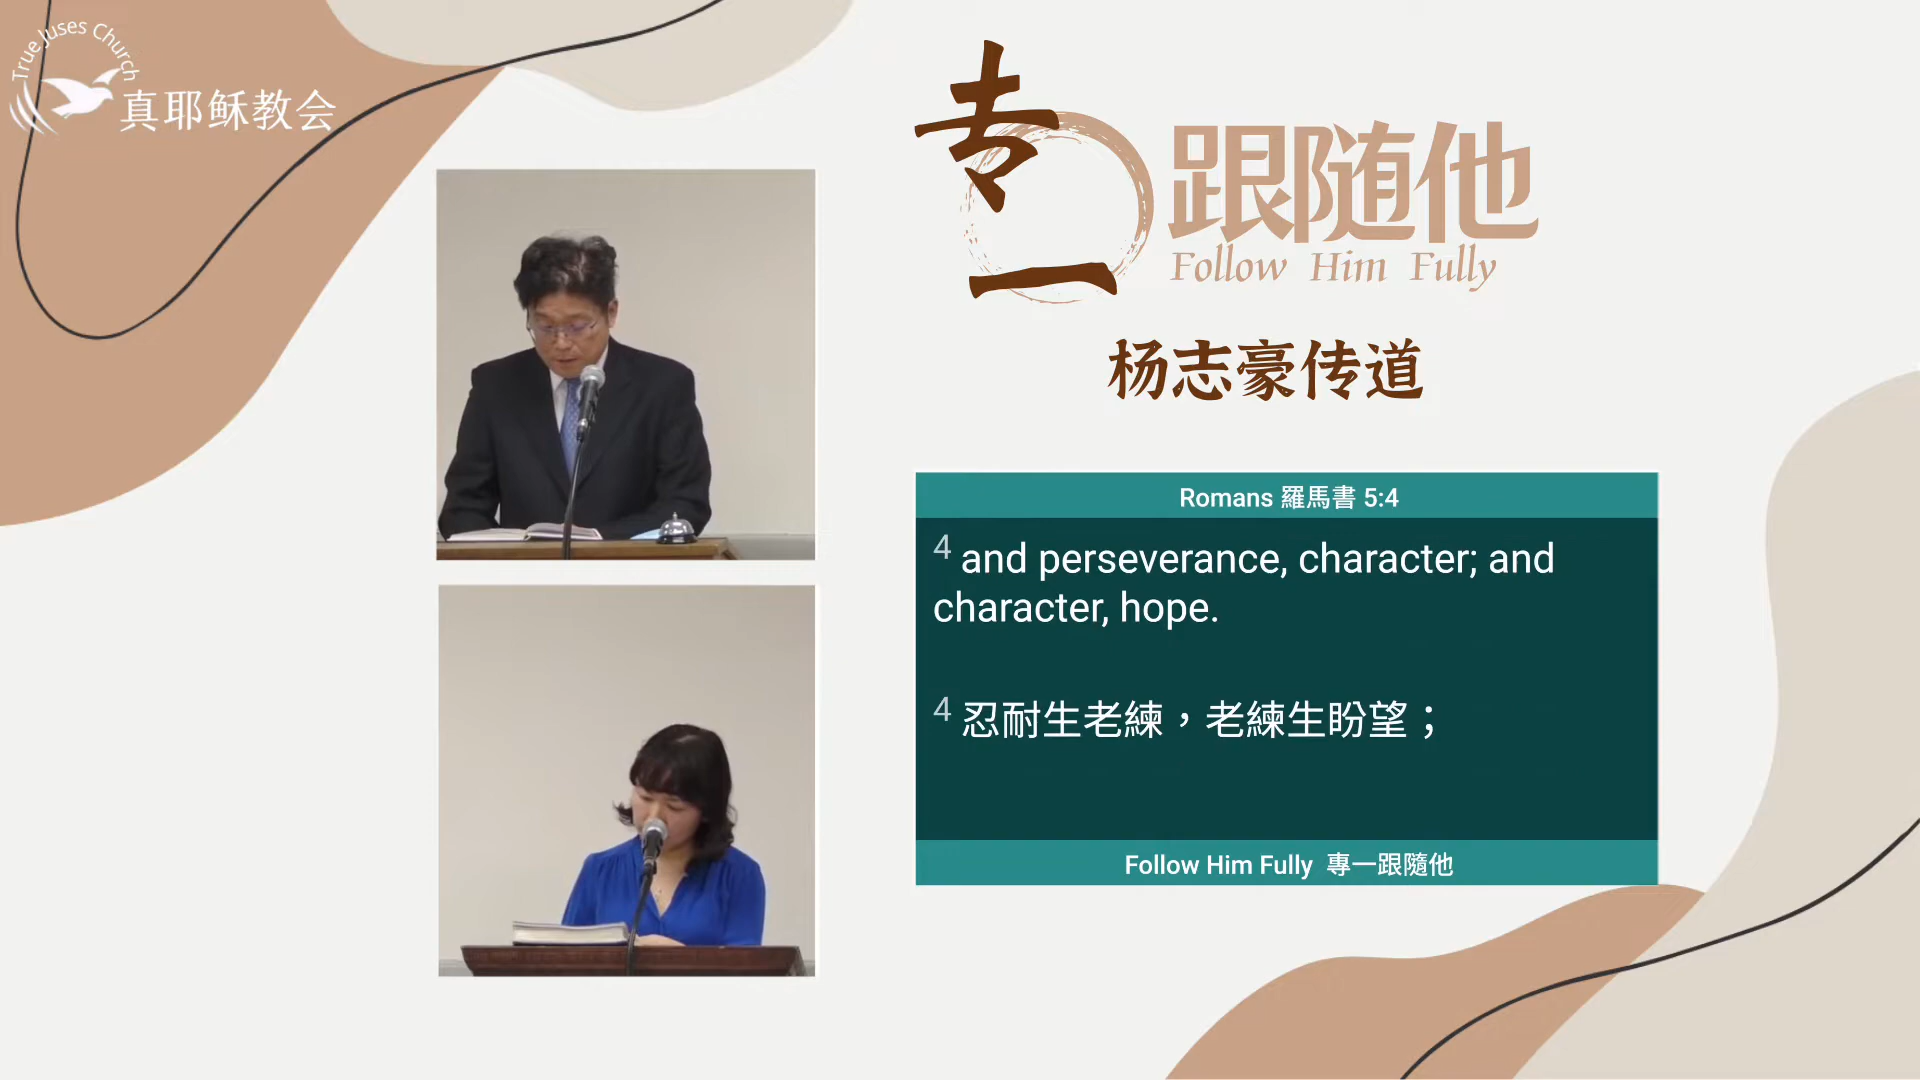 True Juses Church
真耶稣教会
专一
跟随他
Follow Him Fully
杨志豪传道
Romans 羅馬書 5:4
4 and perseverance, character; and
character, hope.
4 忍耐生老練，老練生盼望；
Follow Him Fully 專一跟隨他